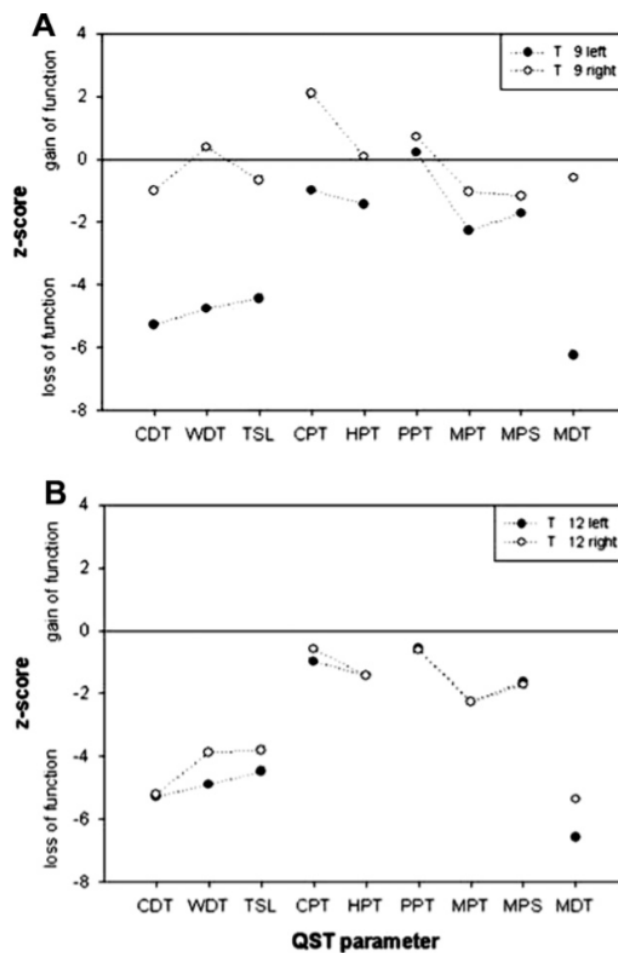 A
4
2
0
-2
-4
-6
-8
z-score
gain of function
loss of function
T 9 left
T 9 right
CDT WDT TSL CPT HPT PPT MPT MPS MDT
B
4
2
0
-2
-4
-6
-8
z-score
gain of function
loss of function
T 12 left
T 12 right
CDT WDT TSL CPT HPT PPT MPT MPS MDT
QST parameter